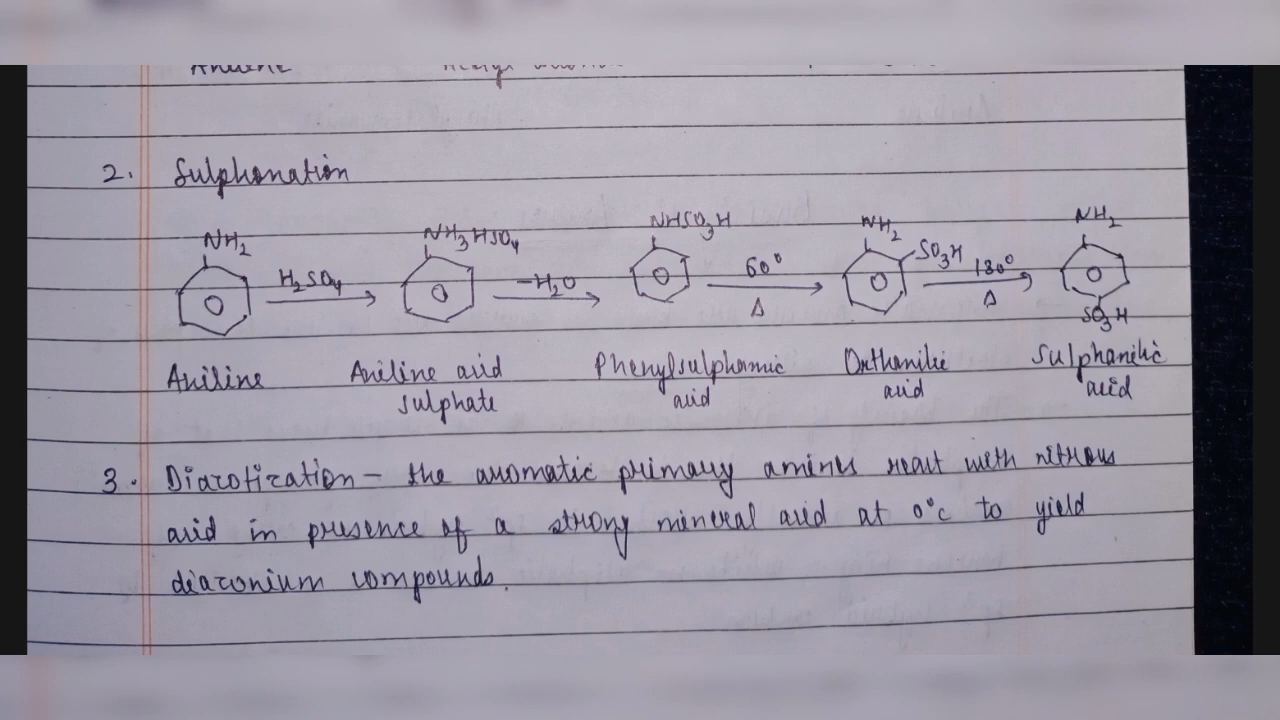 Aniline
2. Sulphonation
NH2 NH3HSO4 NHSO3H NH2 NH2
H2SO4 -H2O 60° SO3H 180°
Δ Δ SO3H
Aniline Aniline acid Phenylsulphamic Orthanilic Sulphanilic
sulphate acid acid acid
3. Diazotization - the aromatic primary amines react with nitrous
acid in presence of a strong mineral acid at 0°c to yield
diazonium compounds.